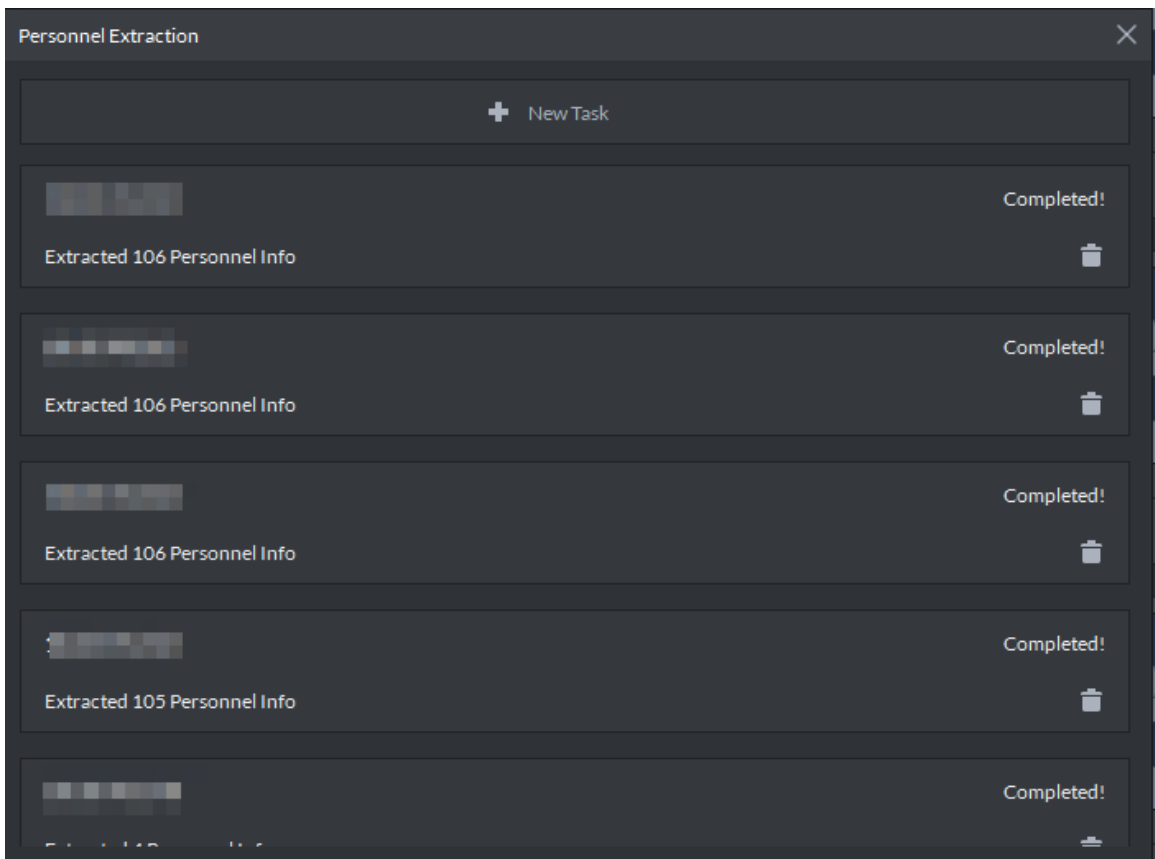 Personnel Extraction
New Task
Completed!
Extracted 106 Personnel Info
Completed!
Extracted 106 Personnel Info
Completed!
Extracted 106 Personnel Info
Completed!
Extracted 105 Personnel Info
Completed!